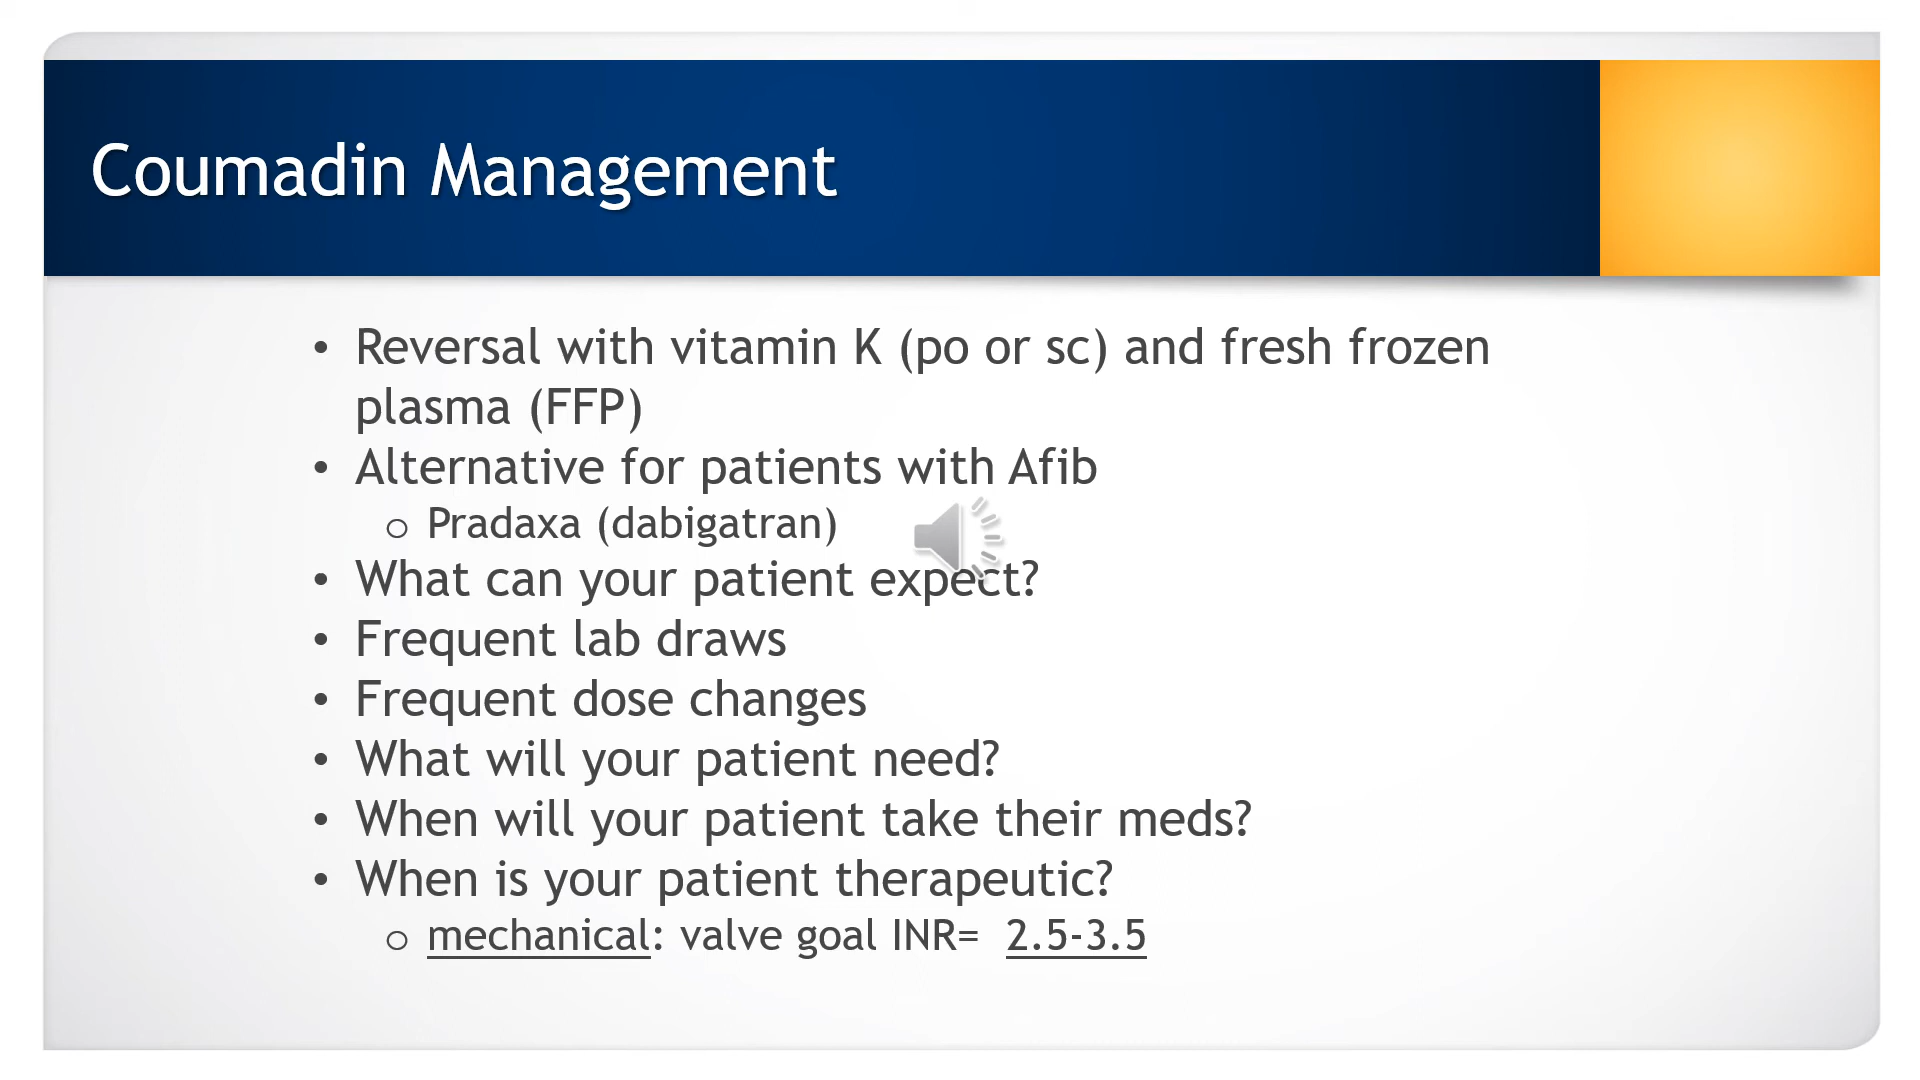 Coumadin Management
• Reversal with vitamin K (po or sc) and fresh frozen
plasma (FFP)
• Alternative for patients with Afib
o Pradaxa (dabigatran)
• What can your patient expect?
• Frequent lab draws
• Frequent dose changes
• What will your patient need?
• When will your patient take their meds?
• When is your patient therapeutic?
o mechanical: valve goal INR= 2.5-3.5